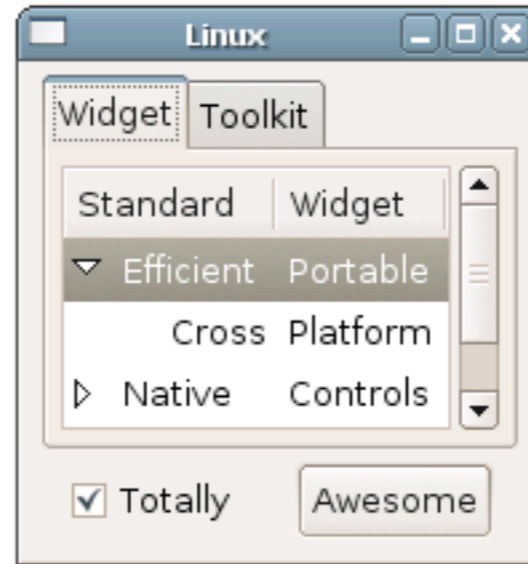 Linux
Widget Toolkit
Standard Widget
Efficient Portable
Cross Platform
Native Controls
Totally Awesome